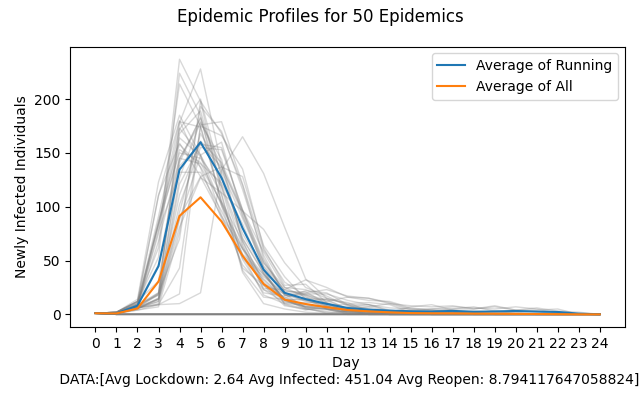 Epidemic Profiles for 50 Epidemics
Average of Running
Average of All
Newly Infected Individuals
200
150
100
50
0
0 1 2 3 4 5 6 7 8 9 10 11 12 13 14 15 16 17 18 19 20 21 22 23 24
Day
DATA:[Avg Lockdown: 2.64 Avg Infected: 451.04 Avg Reopen: 8.794117647058824]